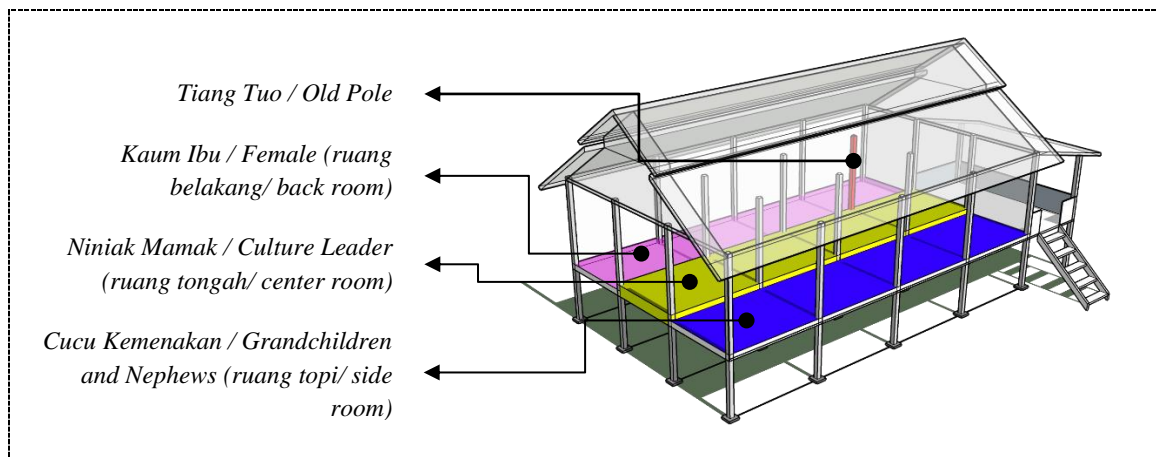 Tiang Tuo / Old Pole
Kaum Ibu / Female (ruang
belakang/ back room)
Niniak Mamak / Culture Leader
(ruang tongah/ center room)
Cucu Kemenakan / Grandchildren
and Nephews (ruang topi/ side
room)